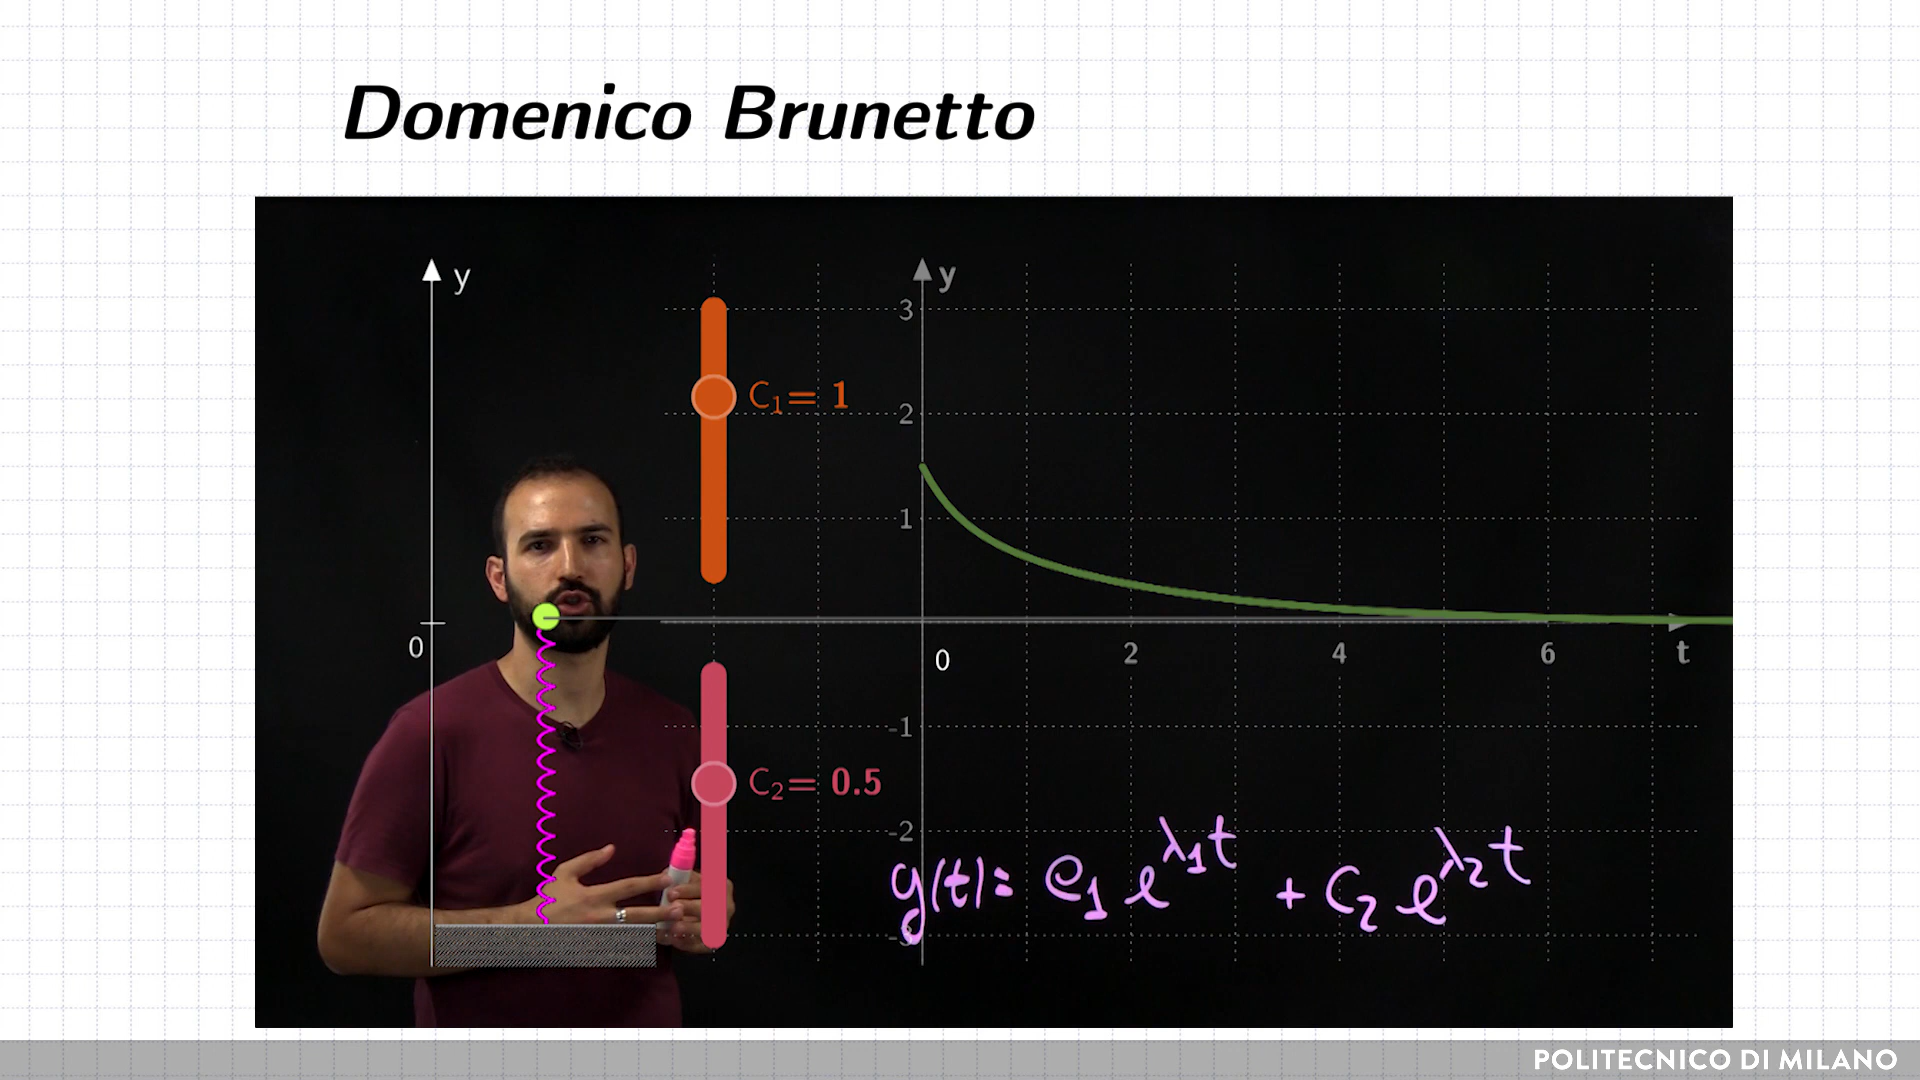 Domenico Brunetto
y
y
3
C₁= 1
2
1
0
0
2
4
6
t
-1
C₂= 0.5
-2
y(t)= c₁ e^λ₁t + c₂ e^λ₂t
-3
POLITECNICO DI MILANO